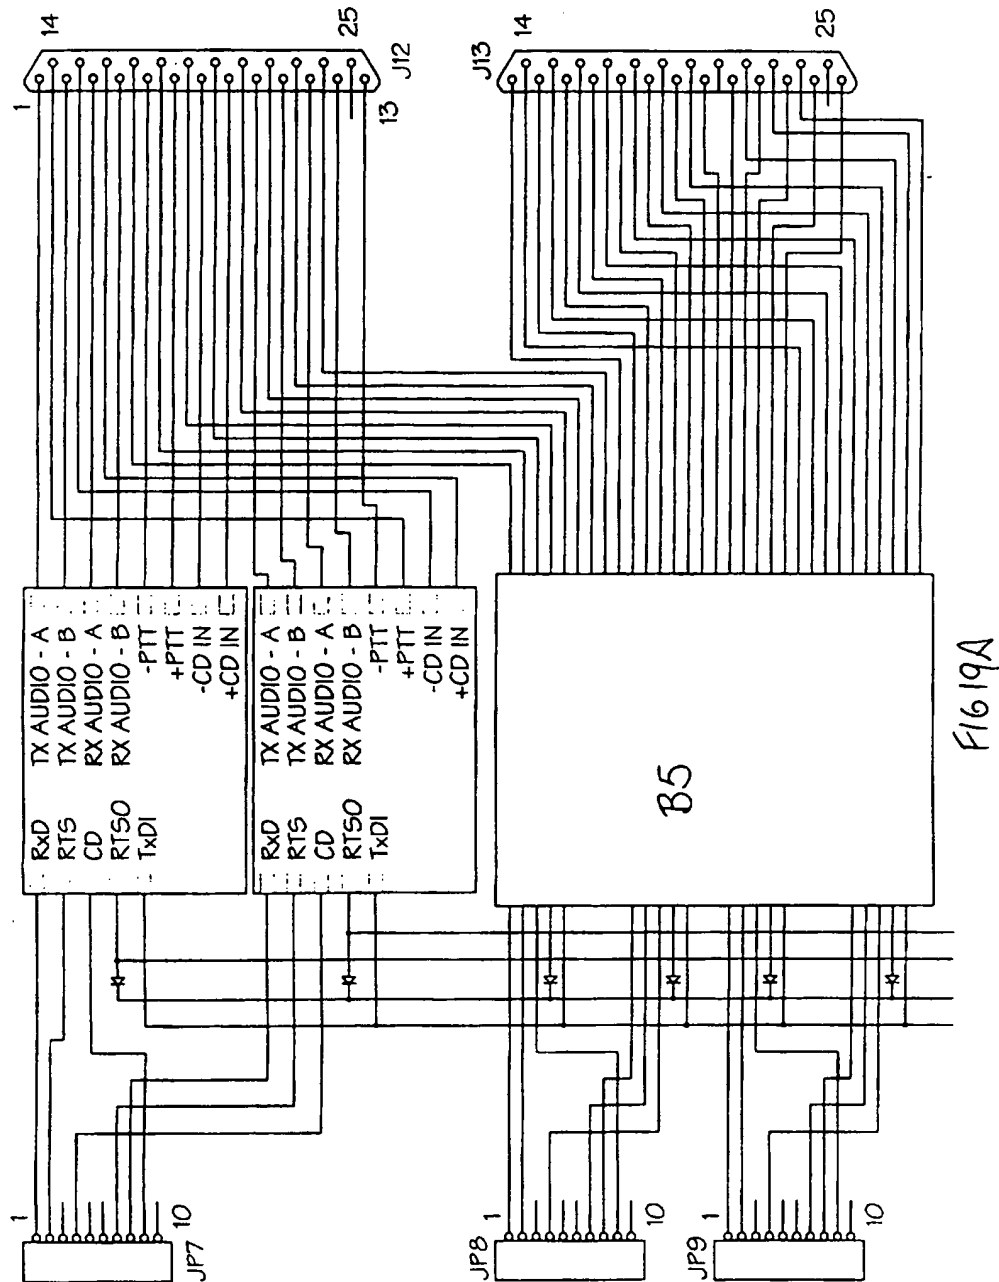 14
25
1
13
J12
J13
14
25
RxD
RTS
CD
RTSO
TxDI
TX AUDIO - A
TX AUDIO - B
RX AUDIO - A
RX AUDIO - B
-PTT
+PTT
-CD IN
+CD IN
RxD
RTS
CD
RTSO
TxDI
TX AUDIO - A
TX AUDIO - B
RX AUDIO - A
RX AUDIO - B
-PTT
+PTT
-CD IN
+CD IN
B5
1
10
JP7
1
10
JP8
1
10
JP9
FIG 19A